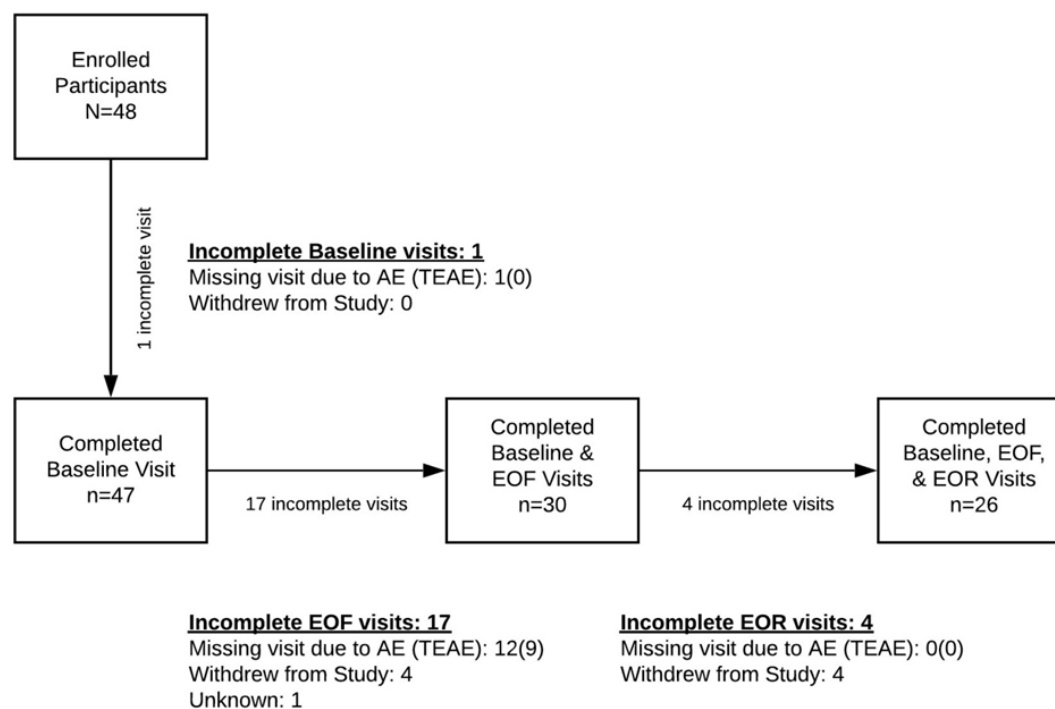 Enrolled
Participants
N=48
1 incomplete visit
Incomplete Baseline visits: 1
Missing visit due to AE (TEAE): 1(0)
Withdrew from Study: 0
Completed
Baseline Visit
n=47
17 incomplete visits
Completed
Baseline &
EOF Visits
n=30
4 incomplete visits
Completed
Baseline, EOF,
& EOR Visits
n=26
Incomplete EOF visits: 17
Missing visit due to AE (TEAE): 12(9)
Withdrew from Study: 4
Unknown: 1
Incomplete EOR visits: 4
Missing visit due to AE (TEAE): 0(0)
Withdrew from Study: 4